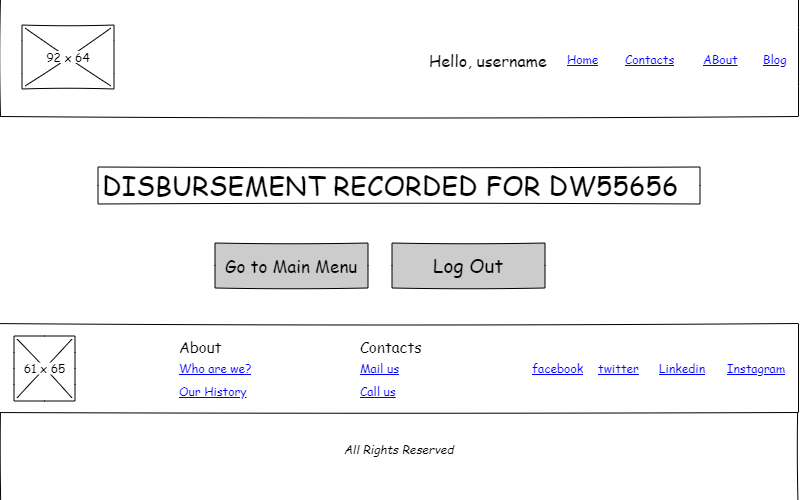 92 x 64
Hello, username Home Contacts ABout Blog
DISBURSEMENT RECORDED FOR DW55656
Go to Main Menu Log Out
About Contacts
61 x 65 Who are we? Mail us facebook twitter Linkedin Instagram
Our History Call us
All Rights Reserved